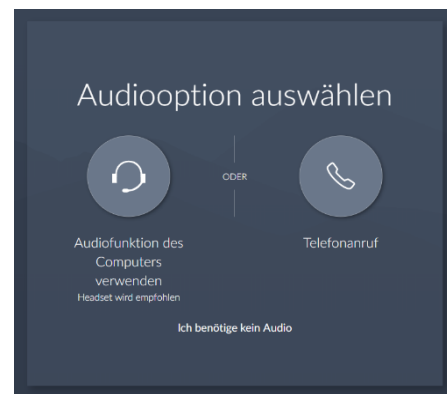 Audiooption auswählen
ODER
Audiofunktion des
Computers
verwenden
Headset wird empfohlen
Telefonanruf
Ich benötige kein Audio